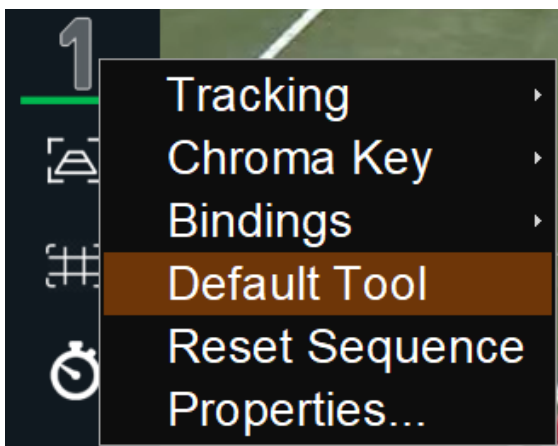 1
Tracking
Chroma Key
Bindings
Default Tool
Reset Sequence
Properties...